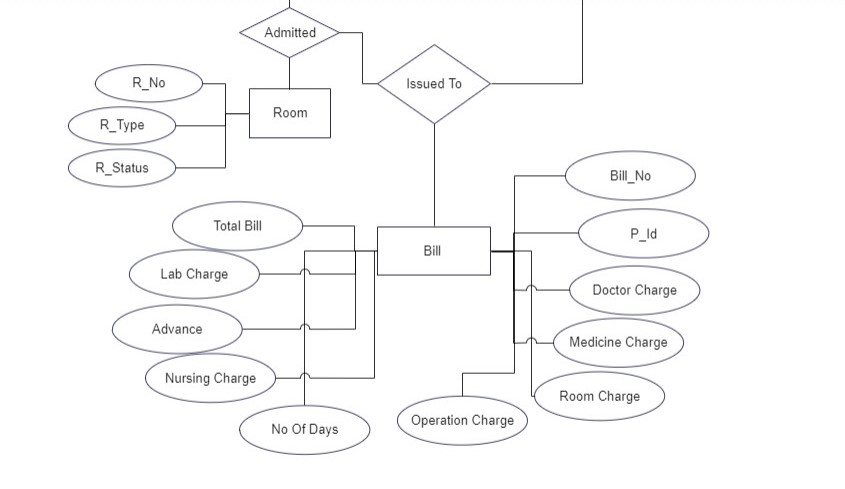 Admitted
R_No
Issued To
Room
R_Type
R_Status
Bill_No
Total Bill
P_Id
Bill
Lab Charge
Doctor Charge
Advance
Medicine Charge
Nursing Charge
Room Charge
Operation Charge
No Of Days